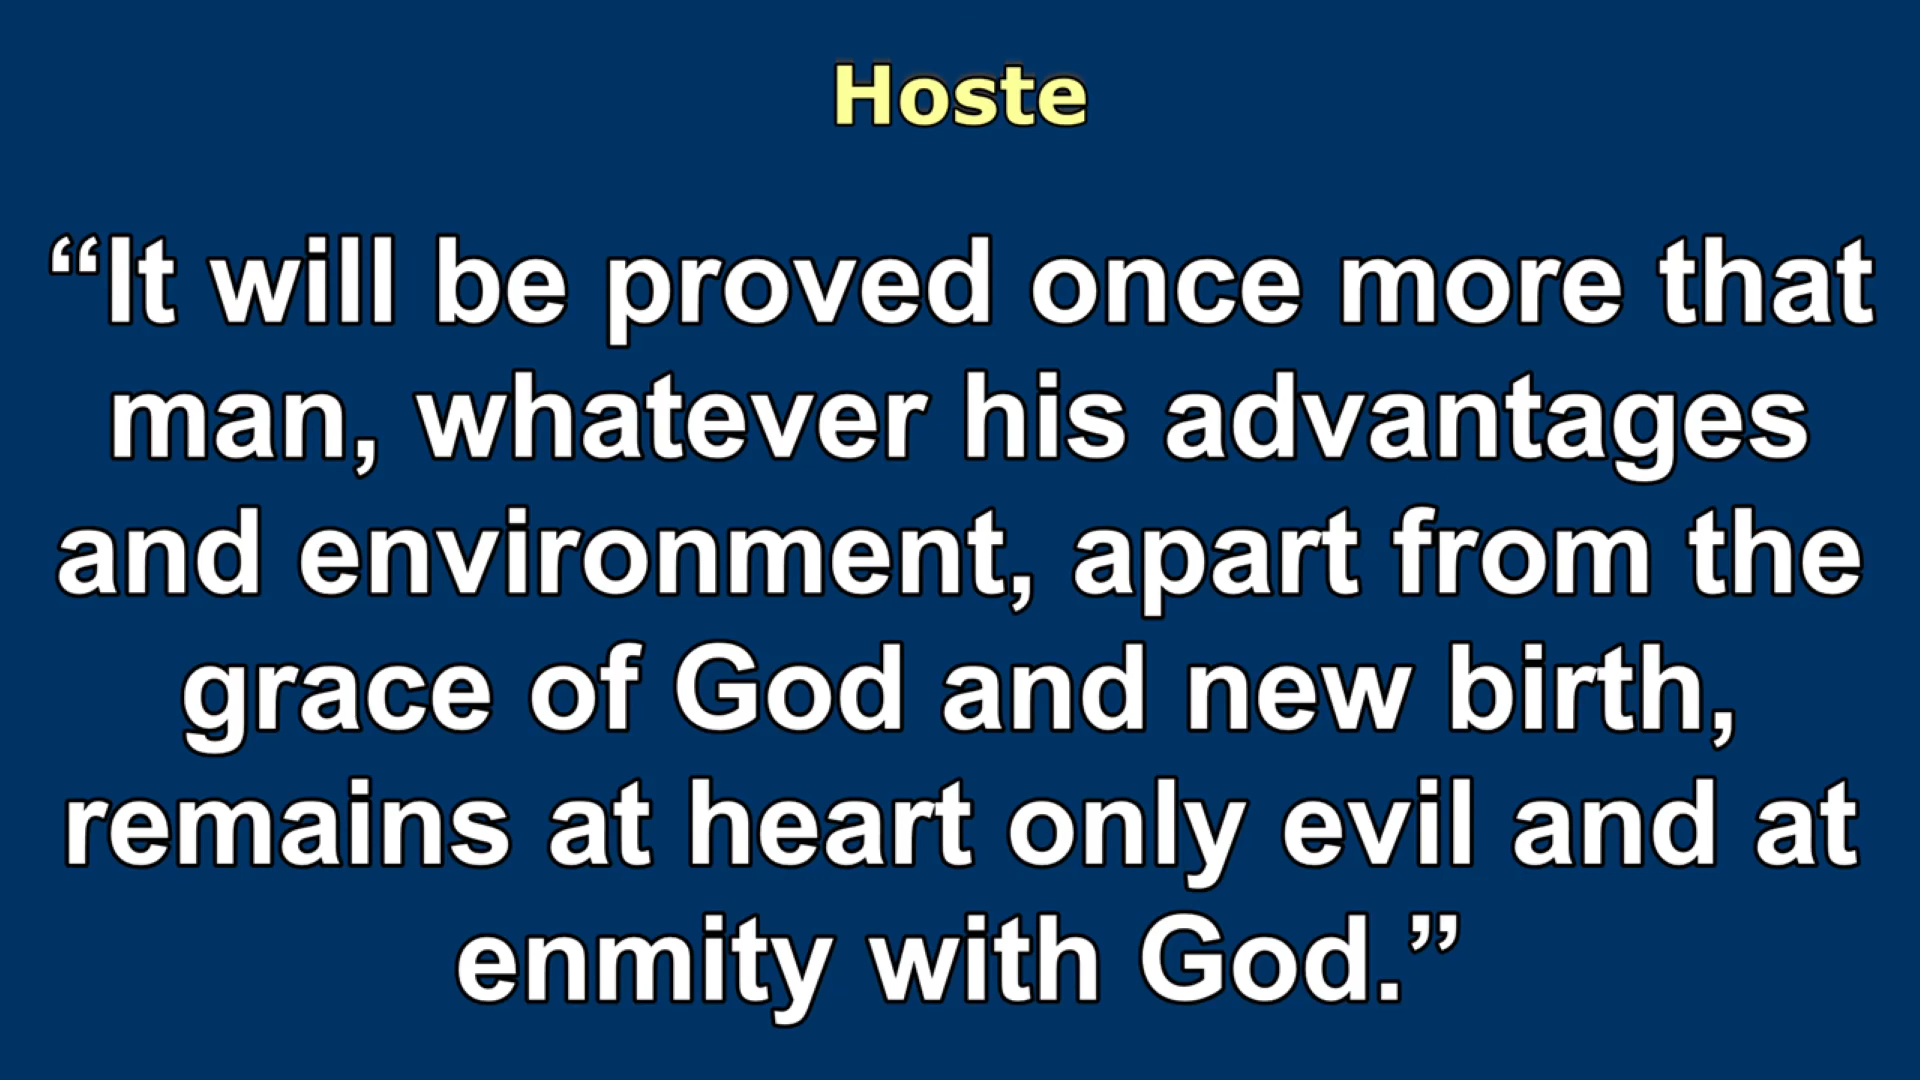 Hoste
“It will be proved once more that
man, whatever his advantages
and environment, apart from the
grace of God and new birth,
remains at heart only evil and at
enmity with God.”